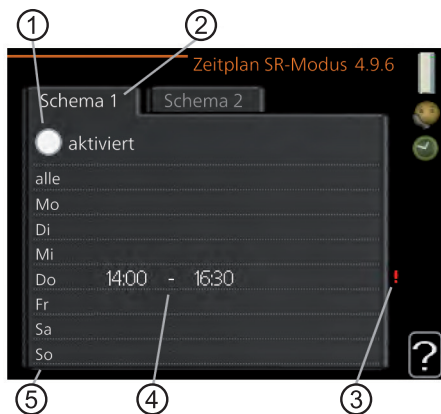 1
2
Zeitplan SR-Modus 4.9.6
Schema 1
Schema 2
aktiviert
alle
Mo
Di
Mi
Do 14:00 - 16:30 !
Fr
Sa
So
?
5
4
3